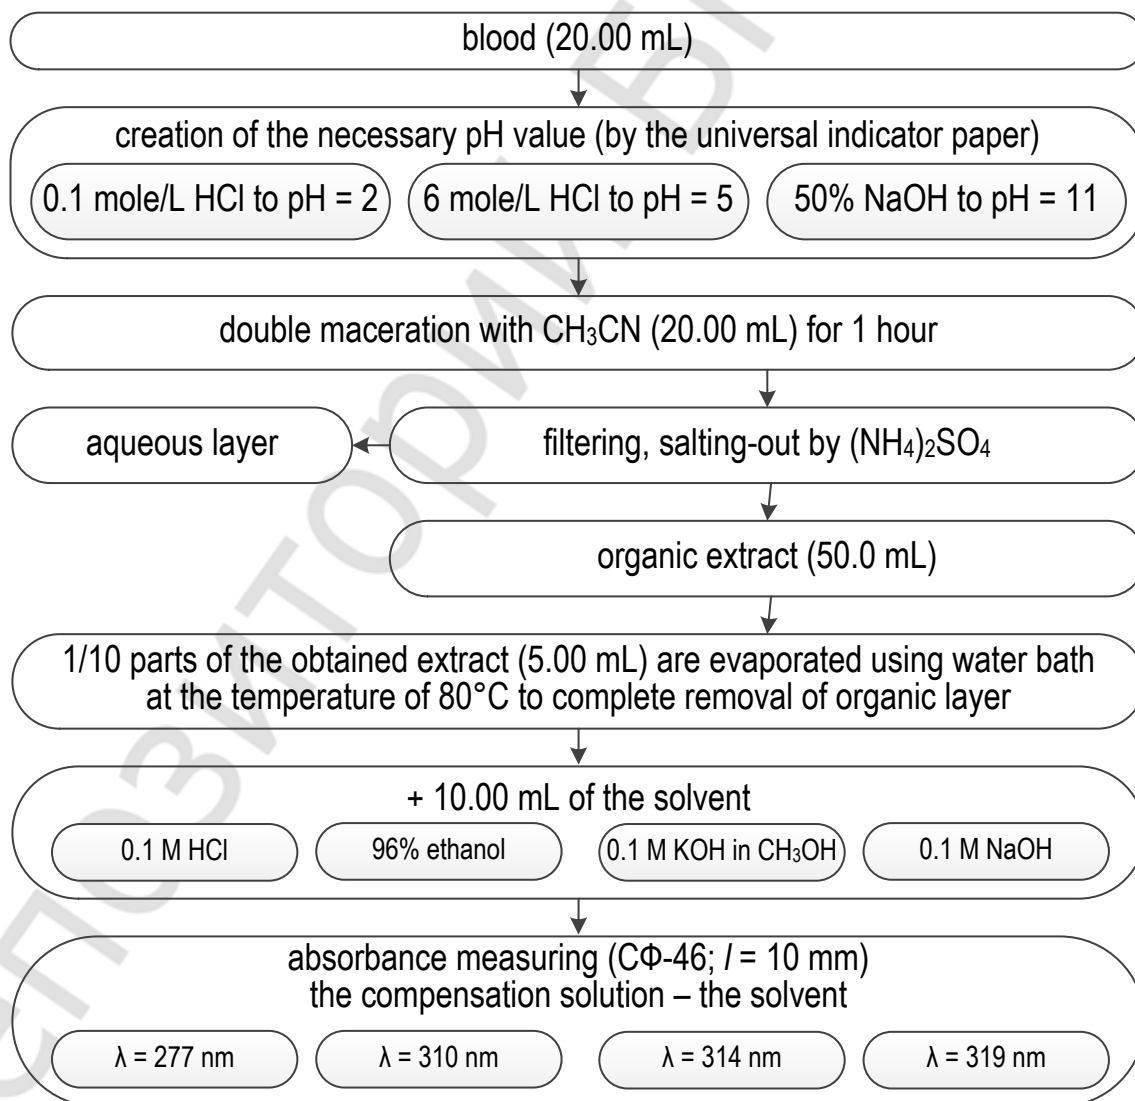 blood (20.00 mL)
creation of the necessary pH value (by the universal indicator paper)
0.1 mole/L HCl to pH = 2
6 mole/L HCl to pH = 5
50% NaOH to pH = 11
double maceration with CH₃CN (20.00 mL) for 1 hour
aqueous layer
filtering, salting-out by (NH₄)₂SO₄
organic extract (50.0 mL)
1/10 parts of the obtained extract (5.00 mL) are evaporated using water bath
at the temperature of 80°C to complete removal of organic layer
+ 10.00 mL of the solvent
0.1 M HCl
96% ethanol
0.1 M KOH in CH₃OH
0.1 M NaOH
absorbance measuring (СФ-46; l = 10 mm)
the compensation solution – the solvent
λ = 277 nm
λ = 310 nm
λ = 314 nm
λ = 319 nm
епозитории Б